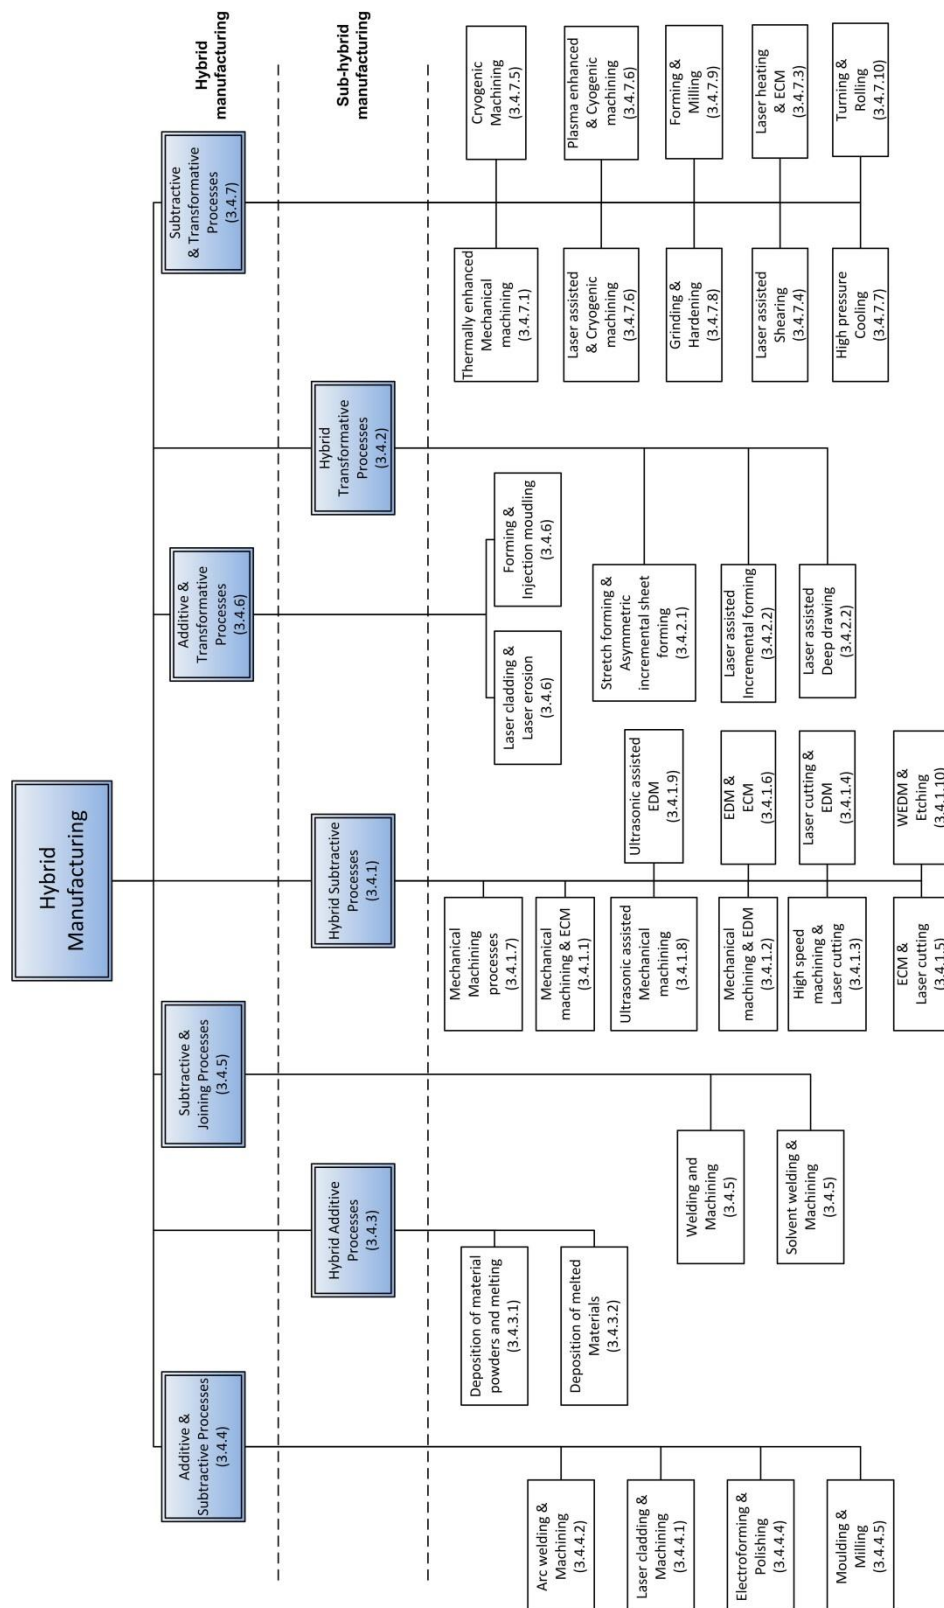 Hybrid
Manufacturing
Hybrid
manufacturing
Sub-hybrid
manufacturing
Additive &
Subtractive Processes
(3.4.4)
Subtractive &
Joining Processes
(3.4.5)
Additive &
Transformative
Processes
(3.4.6)
Subtractive
& Transformative
Processes
(3.4.7)
Hybrid Additive
Processes
(3.4.3)
Hybrid Subtractive
Processes
(3.4.1)
Hybrid
Transformative
Processes
(3.4.2)
Arc welding &
Machining
(3.4.4.2)
Laser cladding &
Machining
(3.4.4.1)
Electroforming &
Polishing
(3.4.4.4)
Moulding &
Milling
(3.4.4.5)
Deposition of material
powders and melting
(3.4.3.1)
Deposition of melted
Materials
(3.4.3.2)
Welding and
Machining
(3.4.5)
Solvent welding &
Machining
(3.4.5)
Mechanical
Machining
processes
(3.4.1.7)
Mechanical
machining & ECM
(3.4.1.1)
Ultrasonic assisted
Mechanical
machining
(3.4.1.8)
Ultrasonic assisted
EDM
(3.4.1.9)
Mechanical
machining & EDM
(3.4.1.2)
EDM &
ECM
(3.4.1.6)
High speed
machining &
Laser cutting
(3.4.1.3)
Laser cutting &
EDM
(3.4.1.4)
ECM &
Laser cutting
(3.4.1.5)
WEDM &
Etching
(3.4.1.10)
Laser cladding &
Laser erosion
(3.4.6)
Forming &
Injection moudling
(3.4.6)
Stretch forming &
Asymmetric
incremental sheet
forming
(3.4.2.1)
Laser assisted
Incremental forming
(3.4.2.2)
Laser assisted
Deep drawing
(3.4.2.2)
Thermally enhanced
Mechanical
machining
(3.4.7.1)
Cryogenic
Machining
(3.4.7.5)
Laser assisted
& Cryogenic
machining
(3.4.7.6)
Plasma enhanced
& Cyogenic
machining
(3.4.7.6)
Grinding &
Hardening
(3.4.7.8)
Forming &
Milling
(3.4.7.9)
Laser assisted
Shearing
(3.4.7.4)
Laser heating
& ECM
(3.4.7.3)
High pressure
Cooling
(3.4.7.7)
Turning &
Rolling
(3.4.7.10)